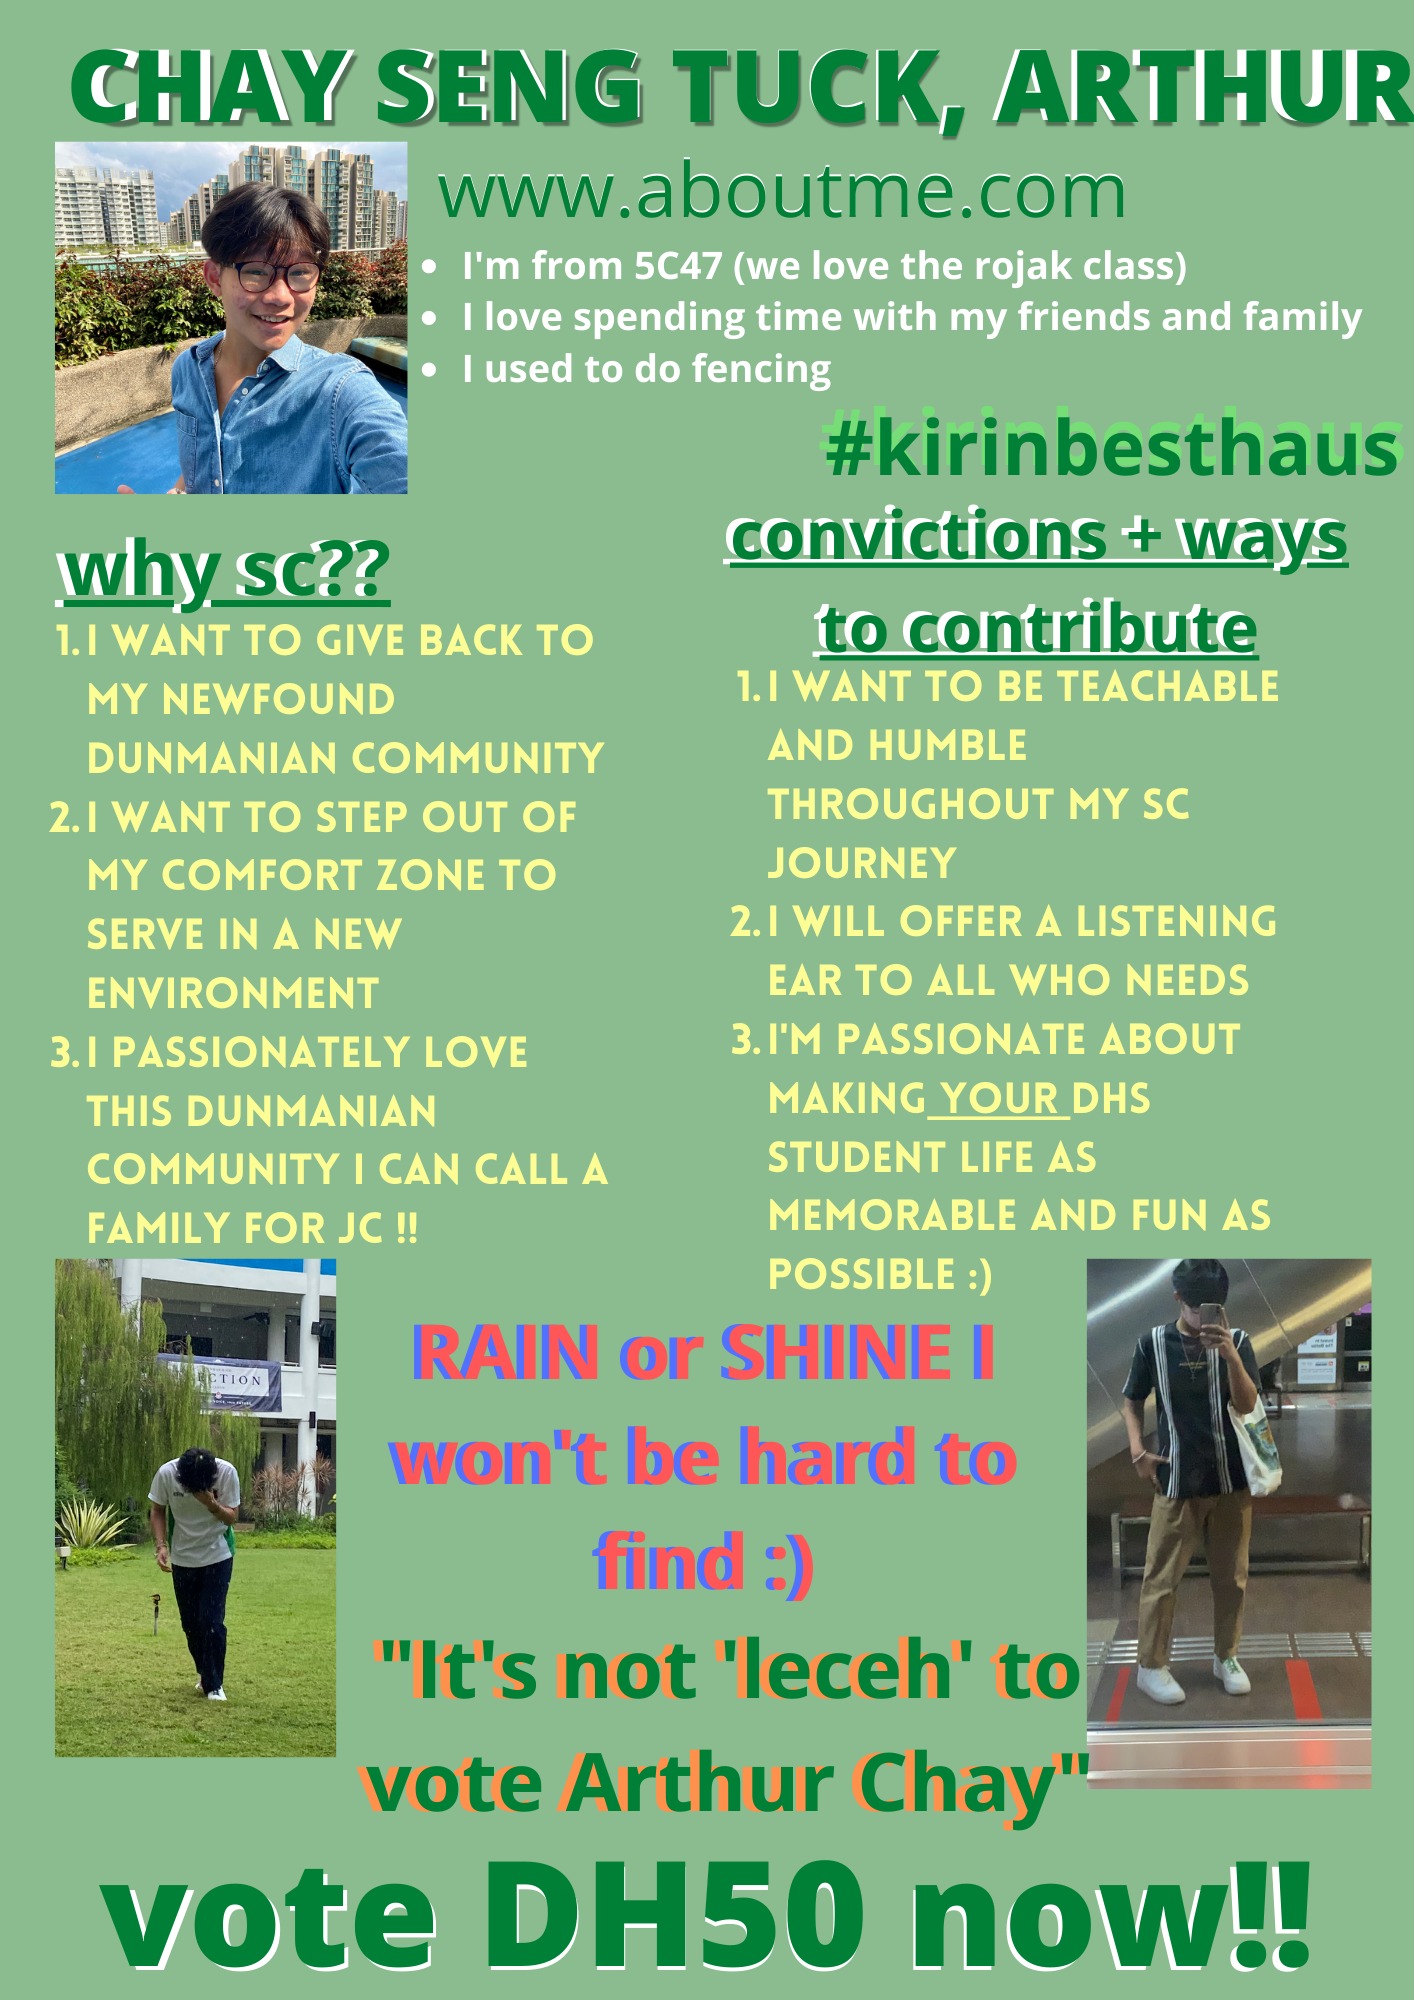 CHAY SENG TUCK, ARTHUR
www.aboutme.com
• I'm from 5C47 (we love the rojak class)
• I love spending time with my friends and family
• I used to do fencing
#kirinbesthaus
why sc??
1. I WANT TO GIVE BACK TO
MY NEWFOUND
DUNMANIAN COMMUNITY
2. I WANT TO STEP OUT OF
MY COMFORT ZONE TO
SERVE IN A NEW
ENVIRONMENT
3. I PASSIONATELY LOVE
THIS DUNMANIAN
COMMUNITY I CAN CALL A
FAMILY FOR JC !!
convictions + ways
to contribute
1. I WANT TO BE TEACHABLE
AND HUMBLE
THROUGHOUT MY SC
JOURNEY
2. I WILL OFFER A LISTENING
EAR TO ALL WHO NEEDS
3. I'M PASSIONATE ABOUT
MAKING YOUR DHS
STUDENT LIFE AS
MEMORABLE AND FUN AS
POSSIBLE :)
ECTION
RAIN or SHINE I
won't be hard to
find :)
"It's not 'leceh' to
vote Arthur Chay"
vote DH50 now!!